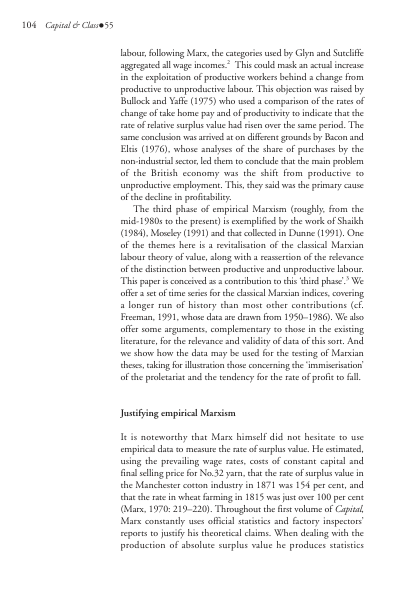 104 Capital & Class●55
labour, following Marx, the categories used by Glyn and Sutcliffe
aggregated all wage incomes.2 This could mask an actual increase
in the exploitation of productive workers behind a change from
productive to unproductive labour. This objection was raised by
Bullock and Yaffe (1975) who used a comparison of the rates of
change of take home pay and of productivity to indicate that the
rate of relative surplus value had risen over the same period. The
same conclusion was arrived at on different grounds by Bacon and
Eltis (1976), whose analyses of the share of purchases by the
non-industrial sector, led them to conclude that the main problem
of the British economy was the shift from productive to
unproductive employment. This, they said was the primary cause
of the decline in profitability.
The third phase of empirical Marxism (roughly, from the
mid-1980s to the present) is exemplified by the work of Shaikh
(1984), Moseley (1991) and that collected in Dunne (1991). One
of the themes here is a revitalisation of the classical Marxian
labour theory of value, along with a reassertion of the relevance
of the distinction between productive and unproductive labour.
This paper is conceived as a contribution to this 'third phase'.3 We
offer a set of time series for the classical Marxian indices, covering
a longer run of history than most other contributions (cf.
Freeman, 1991, whose data are drawn from 1950–1986). We also
offer some arguments, complementary to those in the existing
literature, for the relevance and validity of data of this sort. And
we show how the data may be used for the testing of Marxian
theses, taking for illustration those concerning the 'immiserisation'
of the proletariat and the tendency for the rate of profit to fall.
Justifying empirical Marxism
It is noteworthy that Marx himself did not hesitate to use
empirical data to measure the rate of surplus value. He estimated,
using the prevailing wage rates, costs of constant capital and
final selling price for No.32 yarn, that the rate of surplus value in
the Manchester cotton industry in 1871 was 154 per cent, and
that the rate in wheat farming in 1815 was just over 100 per cent
(Marx, 1970: 219–220). Throughout the first volume of Capital,
Marx constantly uses official statistics and factory inspectors'
reports to justify his theoretical claims. When dealing with the
production of absolute surplus value he produces statistics